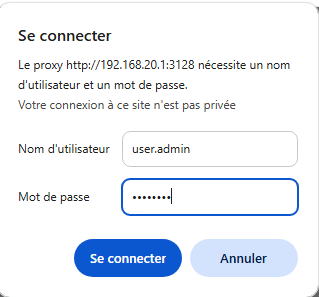 Se connecter
Le proxy http://192.168.20.1:3128 nécessite un nom
d'utilisateur et un mot de passe.
Votre connexion à ce site n'est pas privée
Nom d'utilisateur
user.admin
Mot de passe
••••••••
Se connecter
Annuler